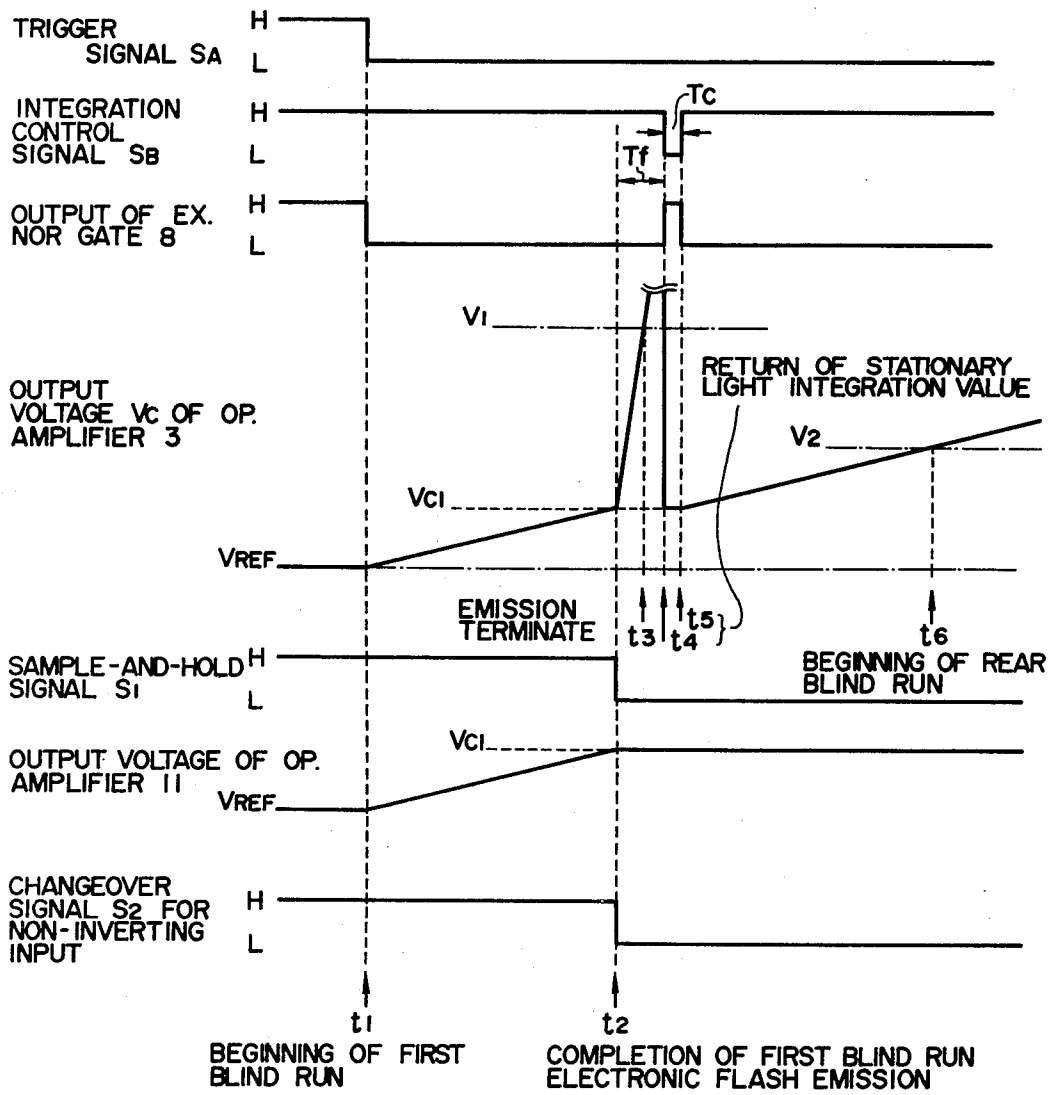 TRIGGER
SIGNAL SA
H
L
INTEGRATION
CONTROL
SIGNAL SB
H
L
Tc
Tf
OUTPUT OF EX.
NOR GATE 8
H
L
V1
RETURN OF STATIONARY
LIGHT INTEGRATION VALUE
OUTPUT
VOLTAGE VC OF OP.
AMPLIFIER 3
V2
VC1
VREF
EMISSION
TERMINATE
t3
t4
t5
t6
BEGINNING OF REAR
BLIND RUN
SAMPLE-AND-HOLD
SIGNAL S1
H
L
OUTPUT VOLTAGE OF OP.
AMPLIFIER 11
VC1
VREF
CHANGEOVER
SIGNAL S2 FOR
NON-INVERTING
INPUT
H
L
t1
BEGINNING OF FIRST
BLIND RUN
t2
COMPLETION OF FIRST BLIND RUN
ELECTRONIC FLASH EMISSION